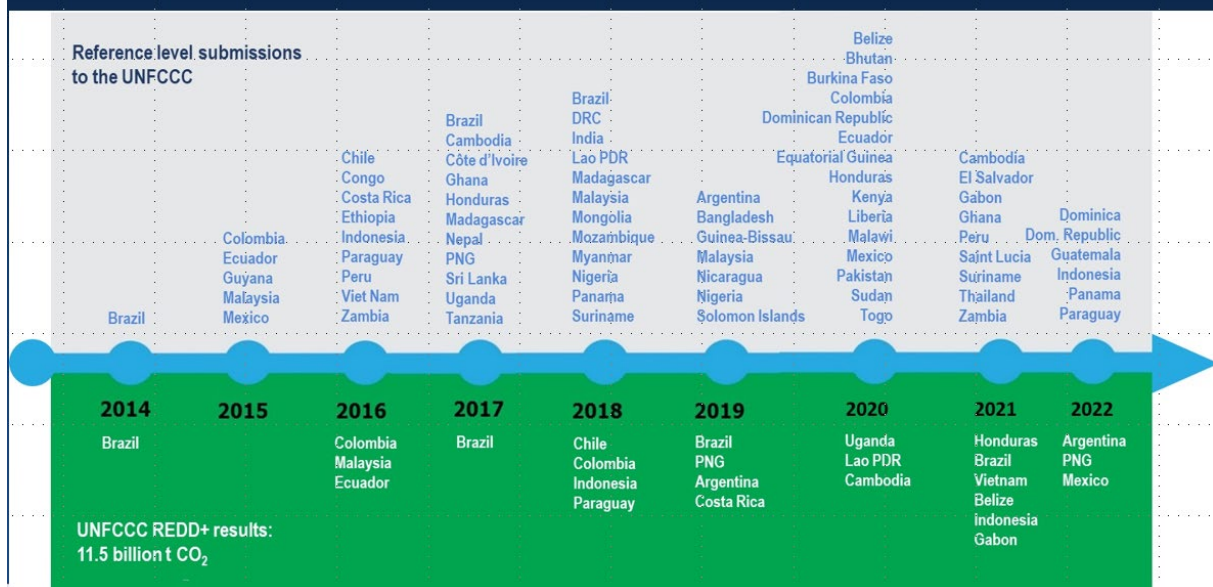 Reference level submissions
to the UNFCCC
Brazil
Colombia
Ecuador
Guyana
Malaysia
Mexico
Chile
Congo
Costa Rica
Ethiopia
Indonesia
Paraguay
Peru
Viet Nam
Zambia
Brazil
Cambodia
Côte d'Ivoire
Ghana
Honduras
Madagascar
Nepal
PNG
Sri Lanka
Uganda
Tanzania
Brazil
DRC
India
Lao PDR
Madagascar
Malaysia
Mongolia
Mozambique
Myanmar
Nigeria
Panama
Suriname
Argentina
Bangladesh
Guinea-Bissau
Malaysia
Nicaragua
Nigeria
Solomon Islands
Belize
Bhutan
Burkina Faso
Colombia
Dominican Republic
Ecuador
Equatorial Guinea
Honduras
Kenya
Liberia
Malawi
Mexico
Pakistan
Sudan
Togo
Cambodia
El Salvador
Gabon
Ghana
Peru
Saint Lucia
Suriname
Thailand
Zambia
Dominica
Dom. Republic
Guatemala
Indonesia
Panama
Paraguay
2014
2015
2016
2017
2018
2019
2020
2021
2022
Brazil
Colombia
Malaysia
Ecuador
Brazil
Chile
Colombia
Indonesia
Paraguay
Brazil
PNG
Argentina
Costa Rica
Uganda
Lao PDR
Cambodia
Honduras
Brazil
Vietnam
Belize
Indonesia
Gabon
Argentina
PNG
Mexico
UNFCCC REDD+ results:
11.5 billion t CO₂